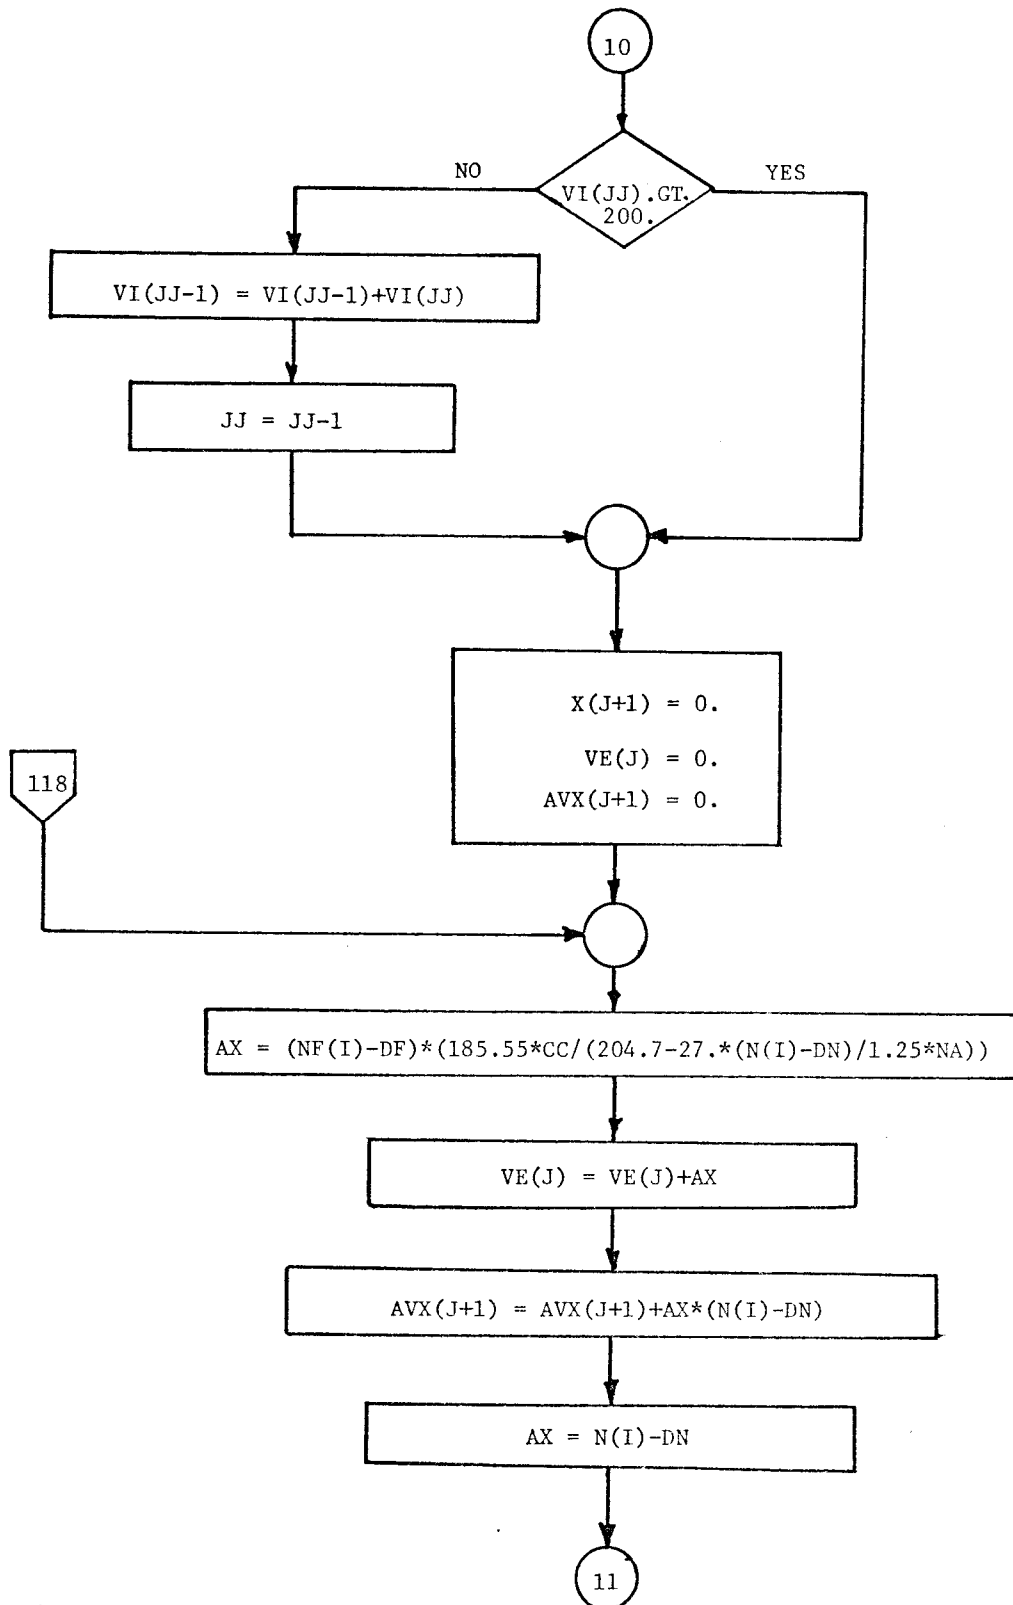 10
NO
YES
VI(JJ).GT.
200.
VI(JJ-1) = VI(JJ-1)+VI(JJ)
JJ = JJ-1
X(J+1) = 0.
VE(J) = 0.
AVX(J+1) = 0.
118
AX = (NF(I)-DF)*(185.55*CC/(204.7-27.*(N(I)-DN)/1.25*NA))
VE(J) = VE(J)+AX
AVX(J+1) = AVX(J+1)+AX*(N(I)-DN)
AX = N(I)-DN
11